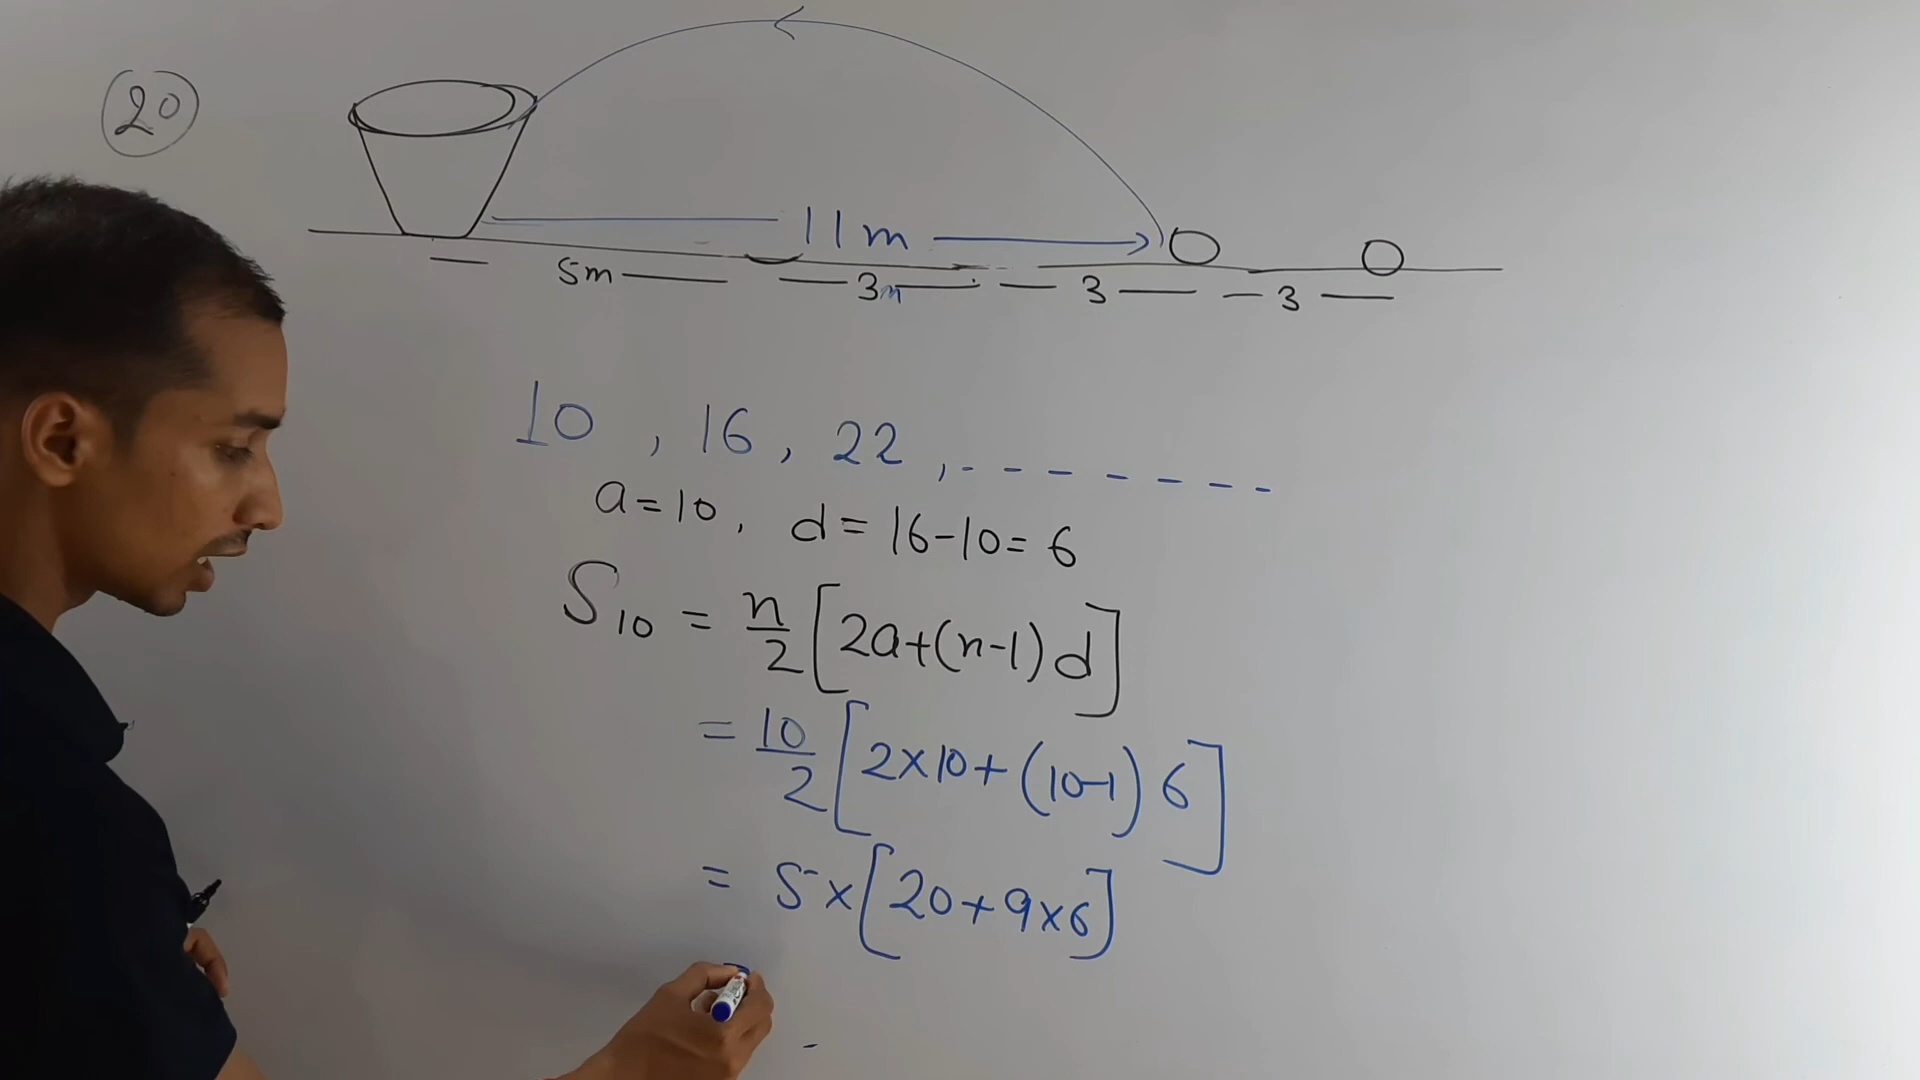 20
11m
5m 3m 3 3
10, 16, 22, - - - - - - - -
a=10, d=16-10=6
S₁₀ = n/2 [2a+(n-1)d]
= 10/2 [2×10+(10-1)6]
= 5×[20+9×6]